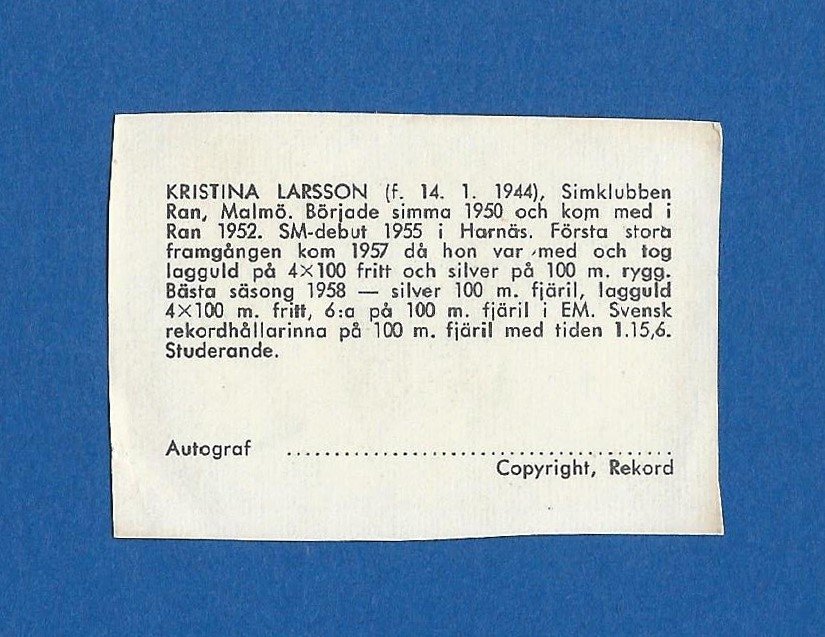 KRISTINA LARSSON (f. 14. 1. 1944), Simklubben
Ran, Malmö. Började simma 1950 och kom med i
Ran 1952. SM-debut 1955 i Harnäs. Första stora
framgången kom 1957 då hon var med och tog
lagguld på 4×100 fritt och silver på 100 m. rygg.
Bästa säsong 1958 — silver 100 m. fjäril, lagguld
4×100 m. fritt, 6:a på 100 m. fjäril i EM. Svensk
rekordhållarinna på 100 m. fjäril med tiden 1.15,6.
Studerande.
Autograf ........................................
Copyright, Rekord